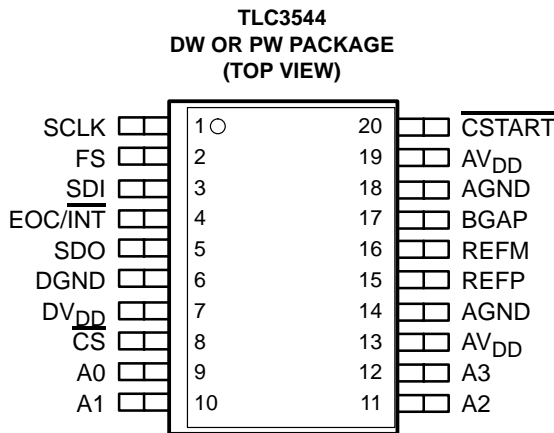 TLC3544
DW OR PW PACKAGE
(TOP VIEW)
SCLK 1 20 CSTART
FS 2 19 AVDD
SDI 3 18 AGND
EOC/INT 4 17 BGAP
SDO 5 16 REFM
DGND 6 15 REFP
DVDD 7 14 AGND
CS 8 13 AVDD
A0 9 12 A3
A1 10 11 A2